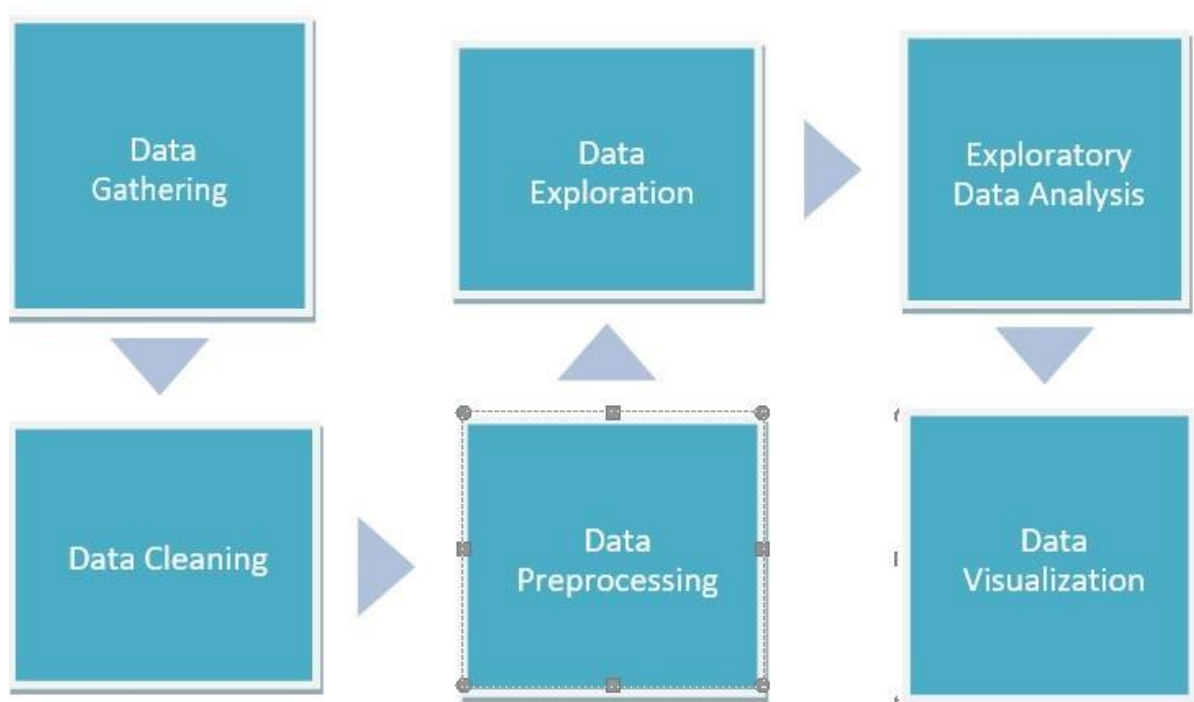 Data
Gathering
Data Cleaning
Data
Preprocessing
Data
Exploration
Exploratory
Data Analysis
Data
Visualization